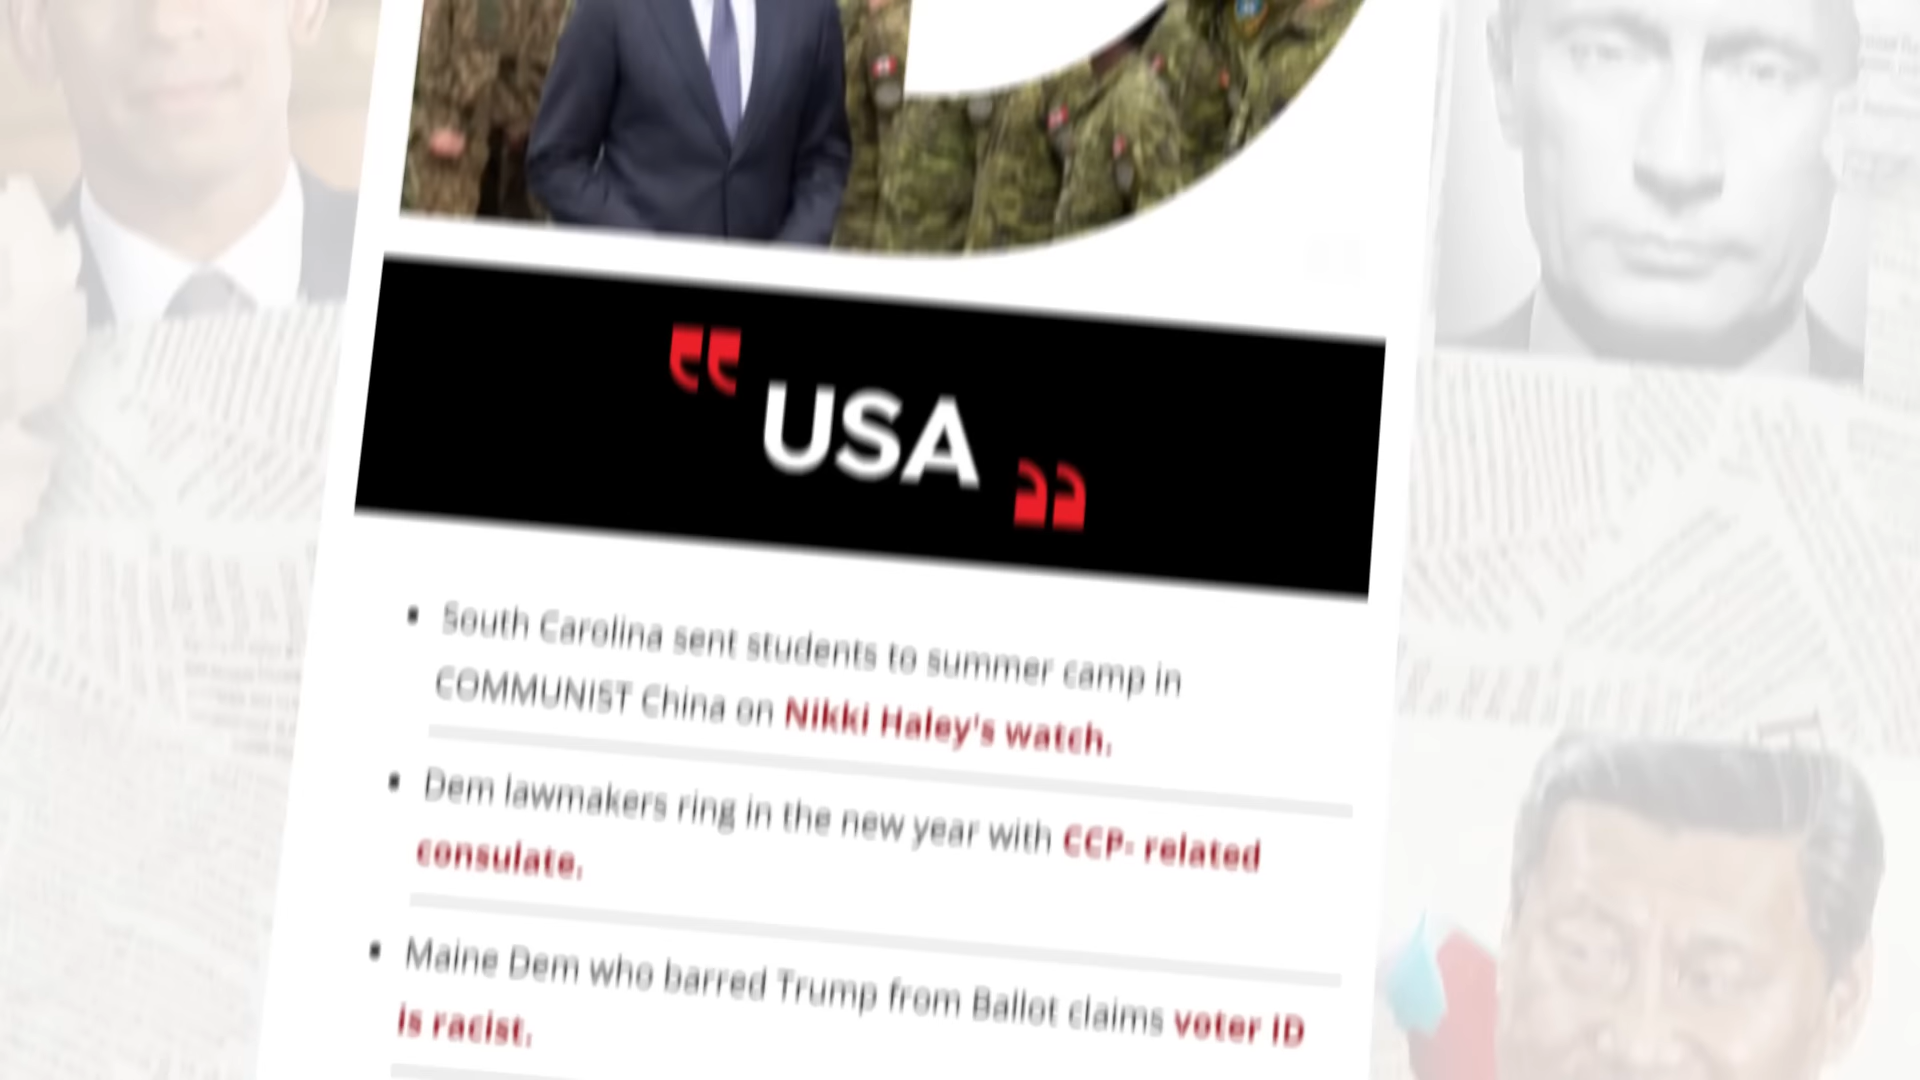 USA
South Carolina sent students to summer camp in
COMMUNIST China on Nikki Haley's watch.
Dem lawmakers ring in the new year with CCP- related
consulate.
Maine Dem who barred Trump from Ballot claims voter ID
is racist.